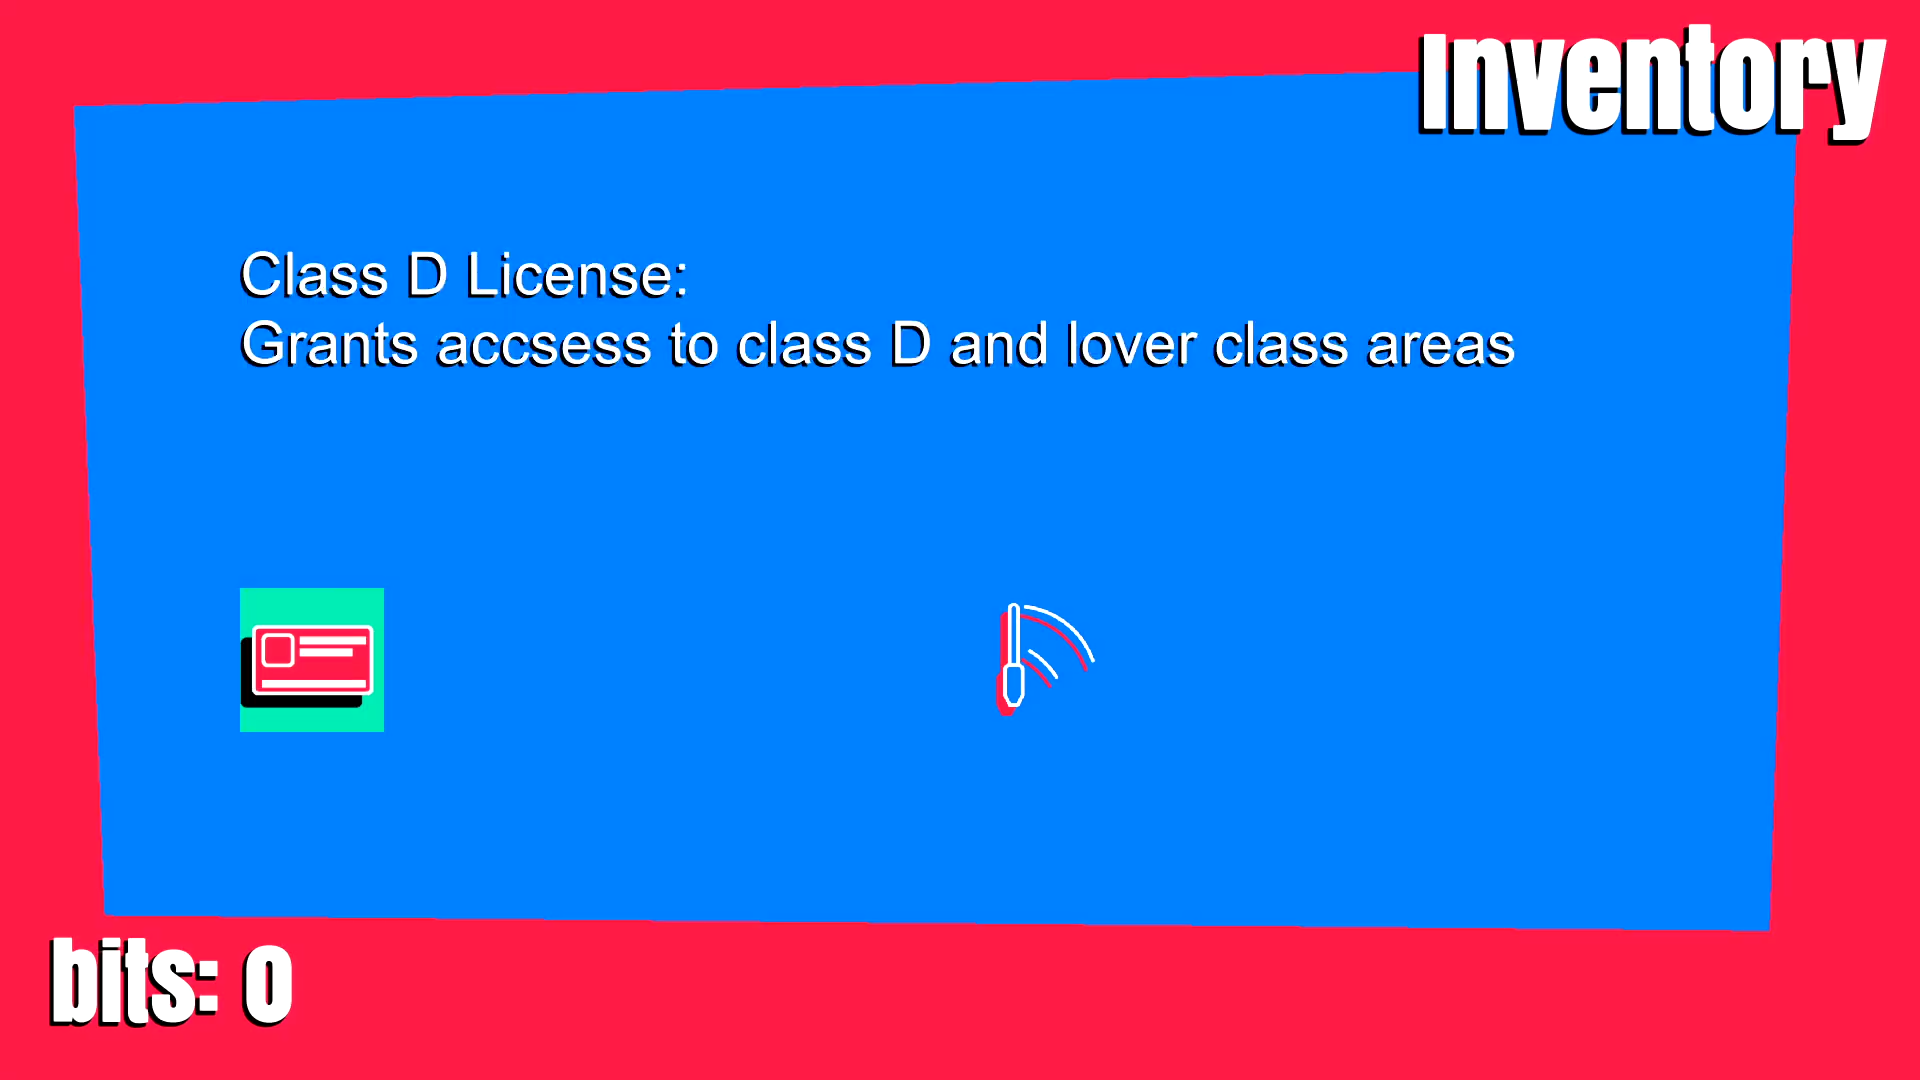 Inventory
Class D License:
Grants accsess to class D and lover class areas
bits: 0